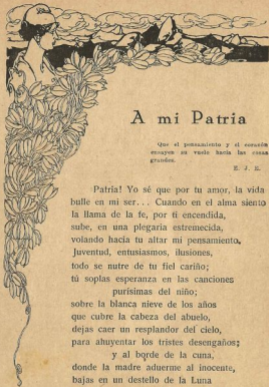 A mi Patria
que el pensamiento y el corazón
ensayen su vuelo hacia las cosas
grandes.
E. J. R.
Patria! Yo sé que por tu amor, la vida
bulle en mi ser... Cuando en el alma siento
la llama de la fe, por ti encendida,
sube, en una plegaria estremecida,
volando hacia tu altar mi pensamiento,
Juventud, entusiasmos, ilusiones,
todo se nutre de tu fiel cariño;
tú soplas esperanza en las canciones
purísimas del niño;
sobre la blanca nieve de los años
que cubre la cabeza del abuelo,
dejas caer un resplandor del cielo,
para ahuyentar los tristes desengaños;
y al borde de la cuna,
donde la madre aduerme al inocente,
bajas en un destello de la Luna